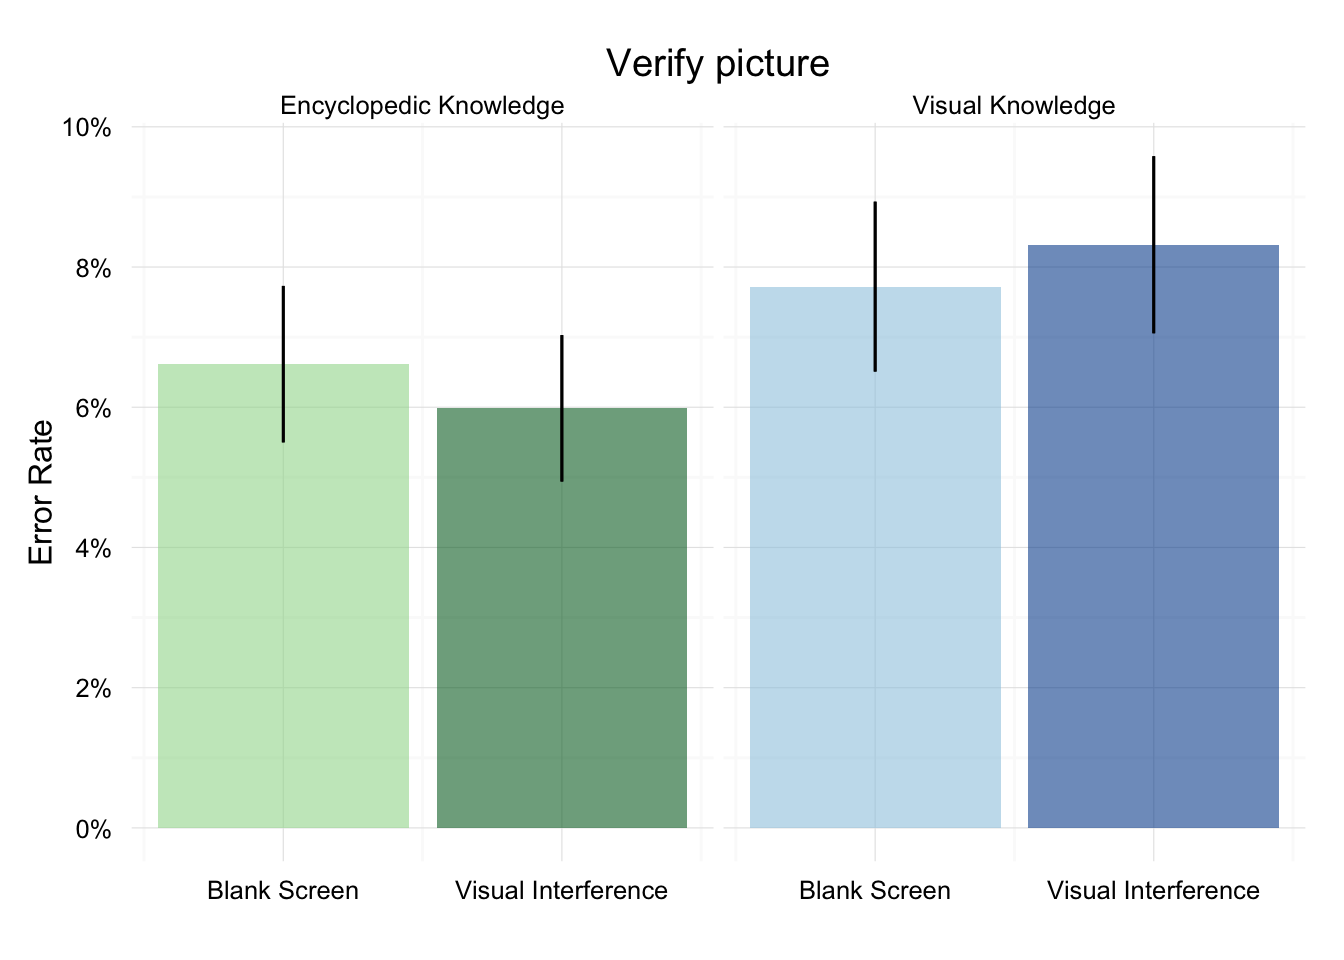 Verify picture
Encyclopedic Knowledge
Visual Knowledge
Error Rate
10%
8%
6%
4%
2%
0%
Blank Screen
Visual Interference
Blank Screen
Visual Interference